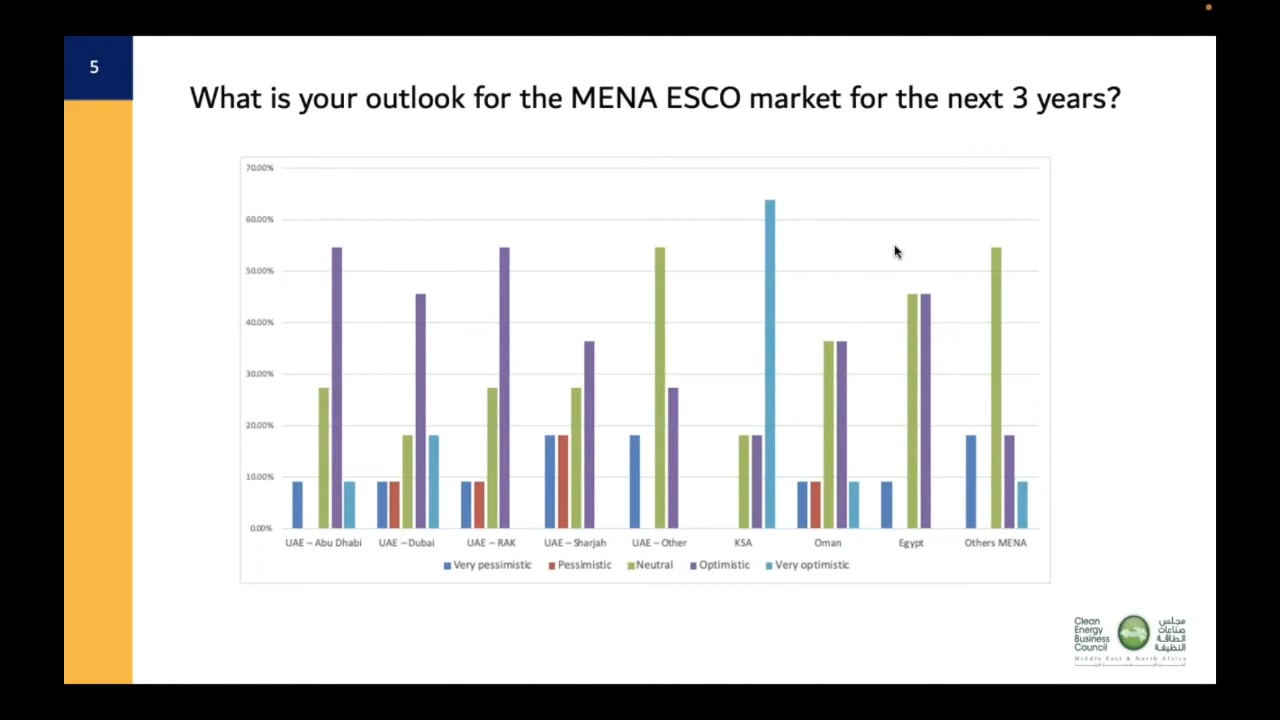 5
What is your outlook for the MENA ESCO market for the next 3 years?
70.00%
60.00%
50.00%
40.00%
30.00%
20.00%
10.00%
0.00%
UAE – Abu Dhabi UAE – Dubai UAE – RAK UAE – Sharjah UAE – Other KSA Oman Egypt Others MENA
Very pessimistic Pessimistic Neutral Optimistic Very optimistic
Clean
Energy
Business
Council
مجلس
صناعات
الطاقة
النظيفة
Middle East & North Africa